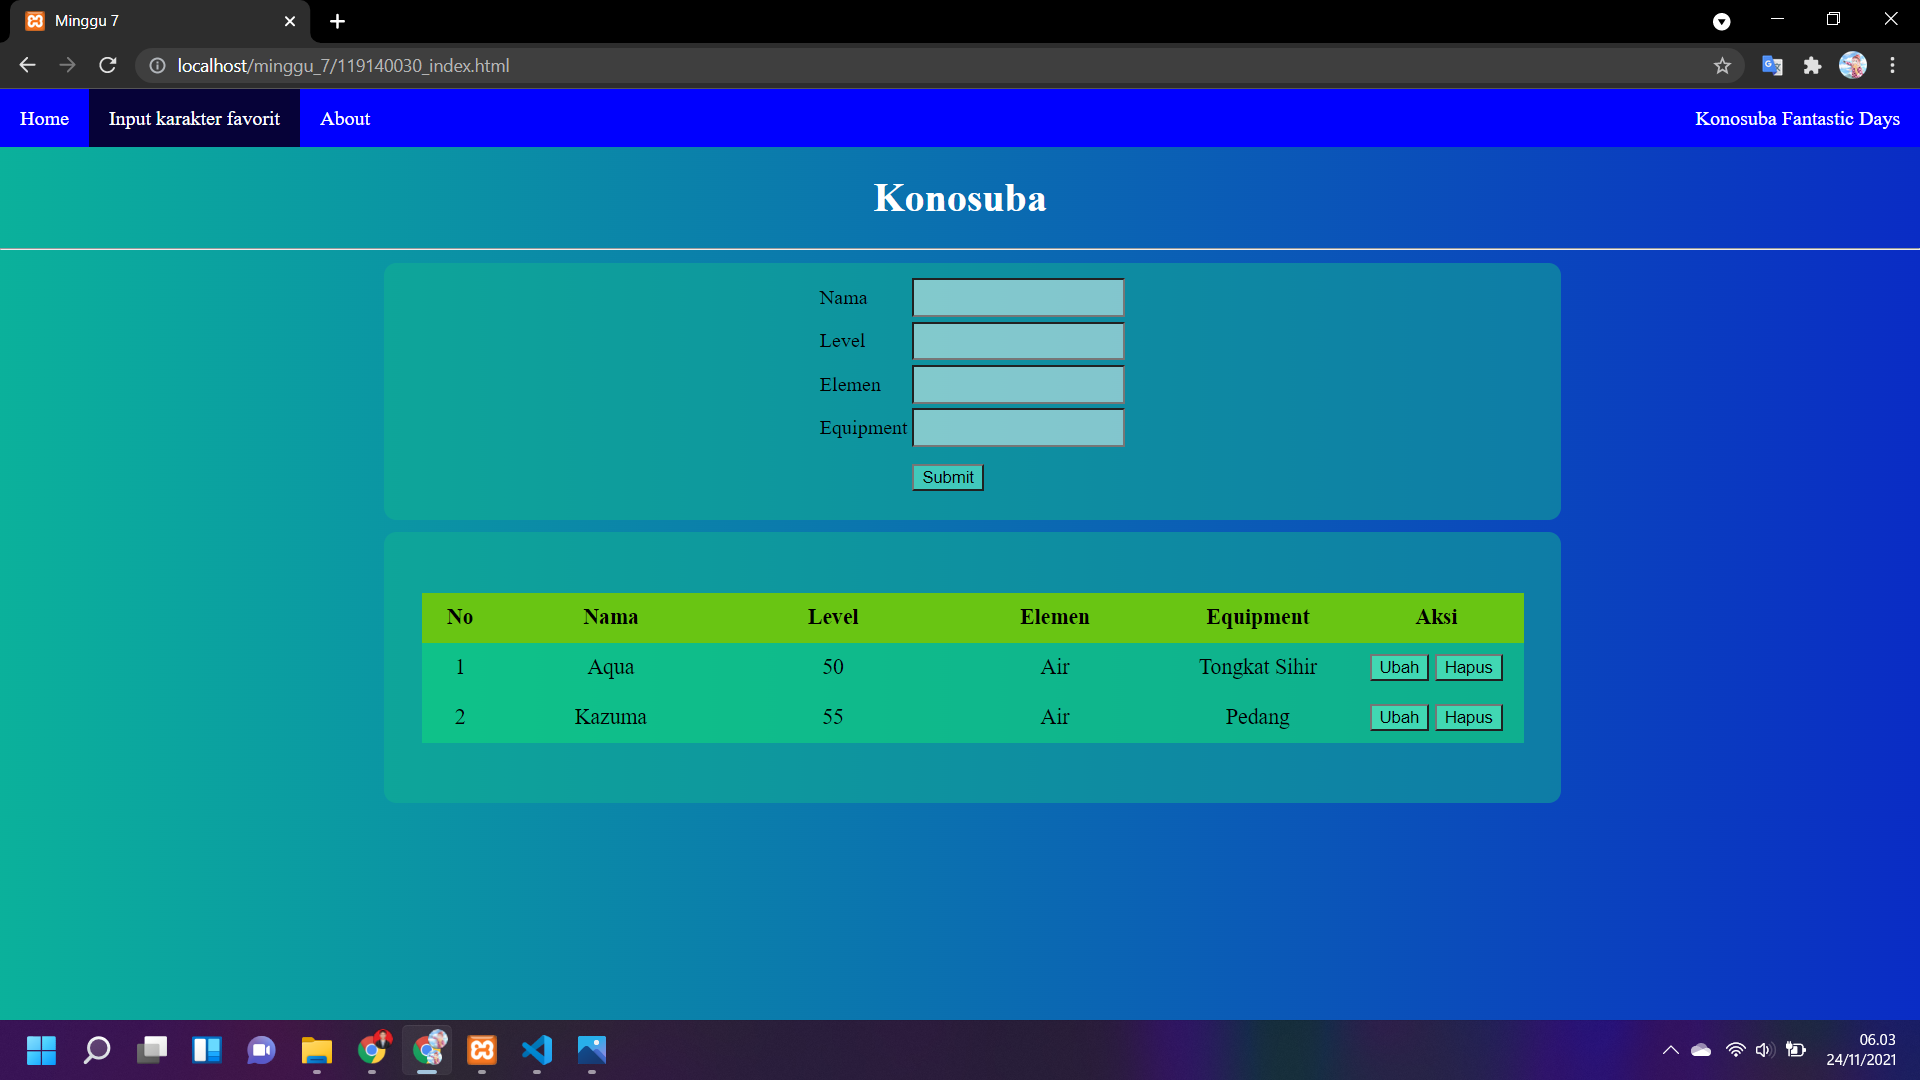 Minggu 7
localhost/minggu_7/119140030_index.html
Home Input karakter favorit About Konosuba Fantastic Days
Konosuba
Nama
Level
Elemen
Equipment
Submit
No Nama Level Elemen Equipment Aksi
1 Aqua 50 Air Tongkat Sihir Ubah Hapus
2 Kazuma 55 Air Pedang Ubah Hapus
06.03
24/11/2021